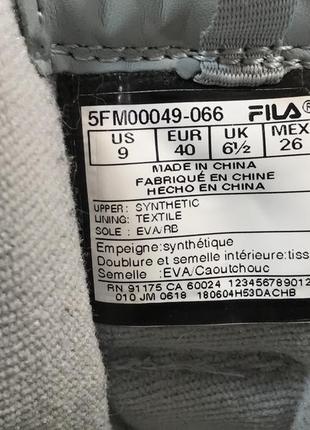 5FM00049-066 FILA®
US EUR UK MEX
9 40 6½ 26
MADE IN CHINA
FABRIQUÉ EN CHINE
HECHO EN CHINA
UPPER: SYNTHETIC
LINING: TEXTILE
SOLE : EVA/RB
Empeigne:synthétique
Doublure et semelle intérieure:tiss
Semelle :EVA/Caoutchouc
RN 91175 CA 60024 123456789012
010 JM 0618 180604H53DACHB